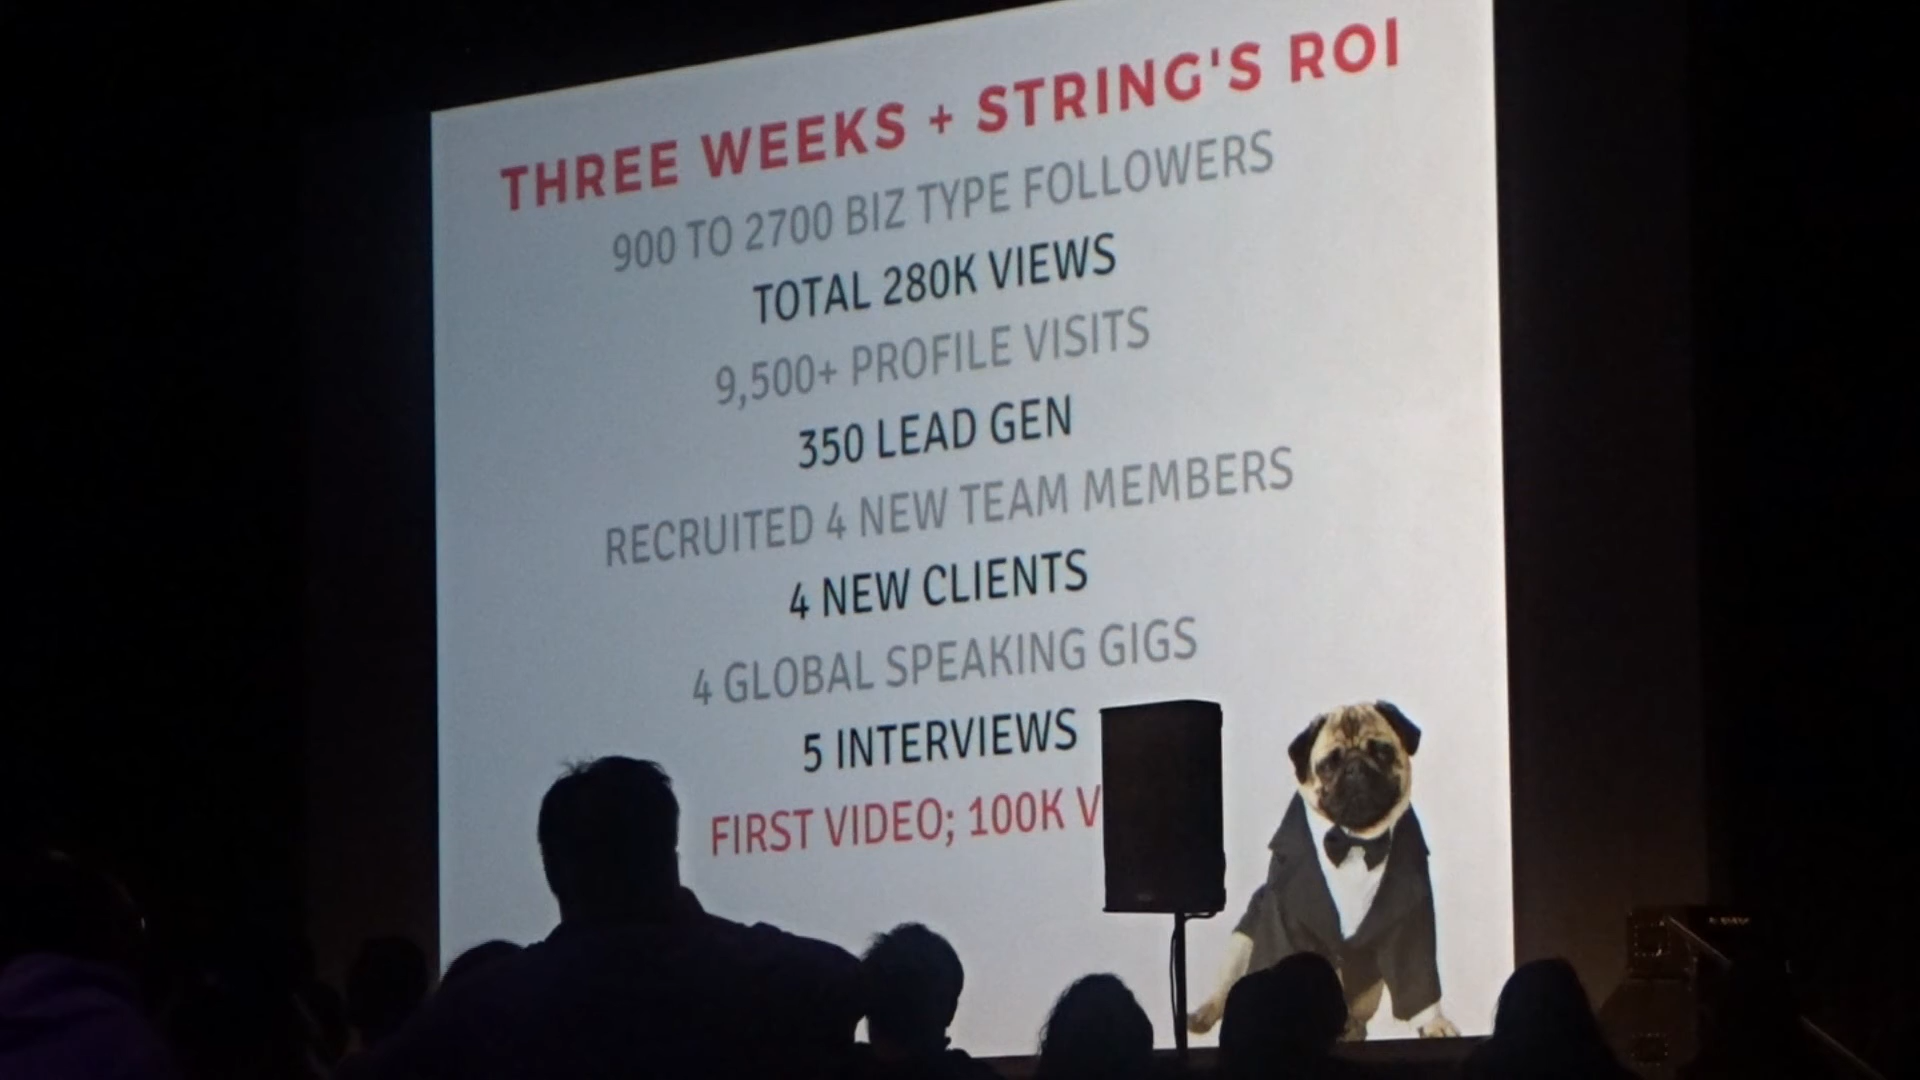 THREE WEEKS + STRING'S ROI
900 TO 2700 BIZ TYPE FOLLOWERS
TOTAL 280K VIEWS
9,500+ PROFILE VISITS
350 LEAD GEN
RECRUITED 4 NEW TEAM MEMBERS
4 NEW CLIENTS
4 GLOBAL SPEAKING GIGS
5 INTERVIEWS
FIRST VIDEO; 100K V